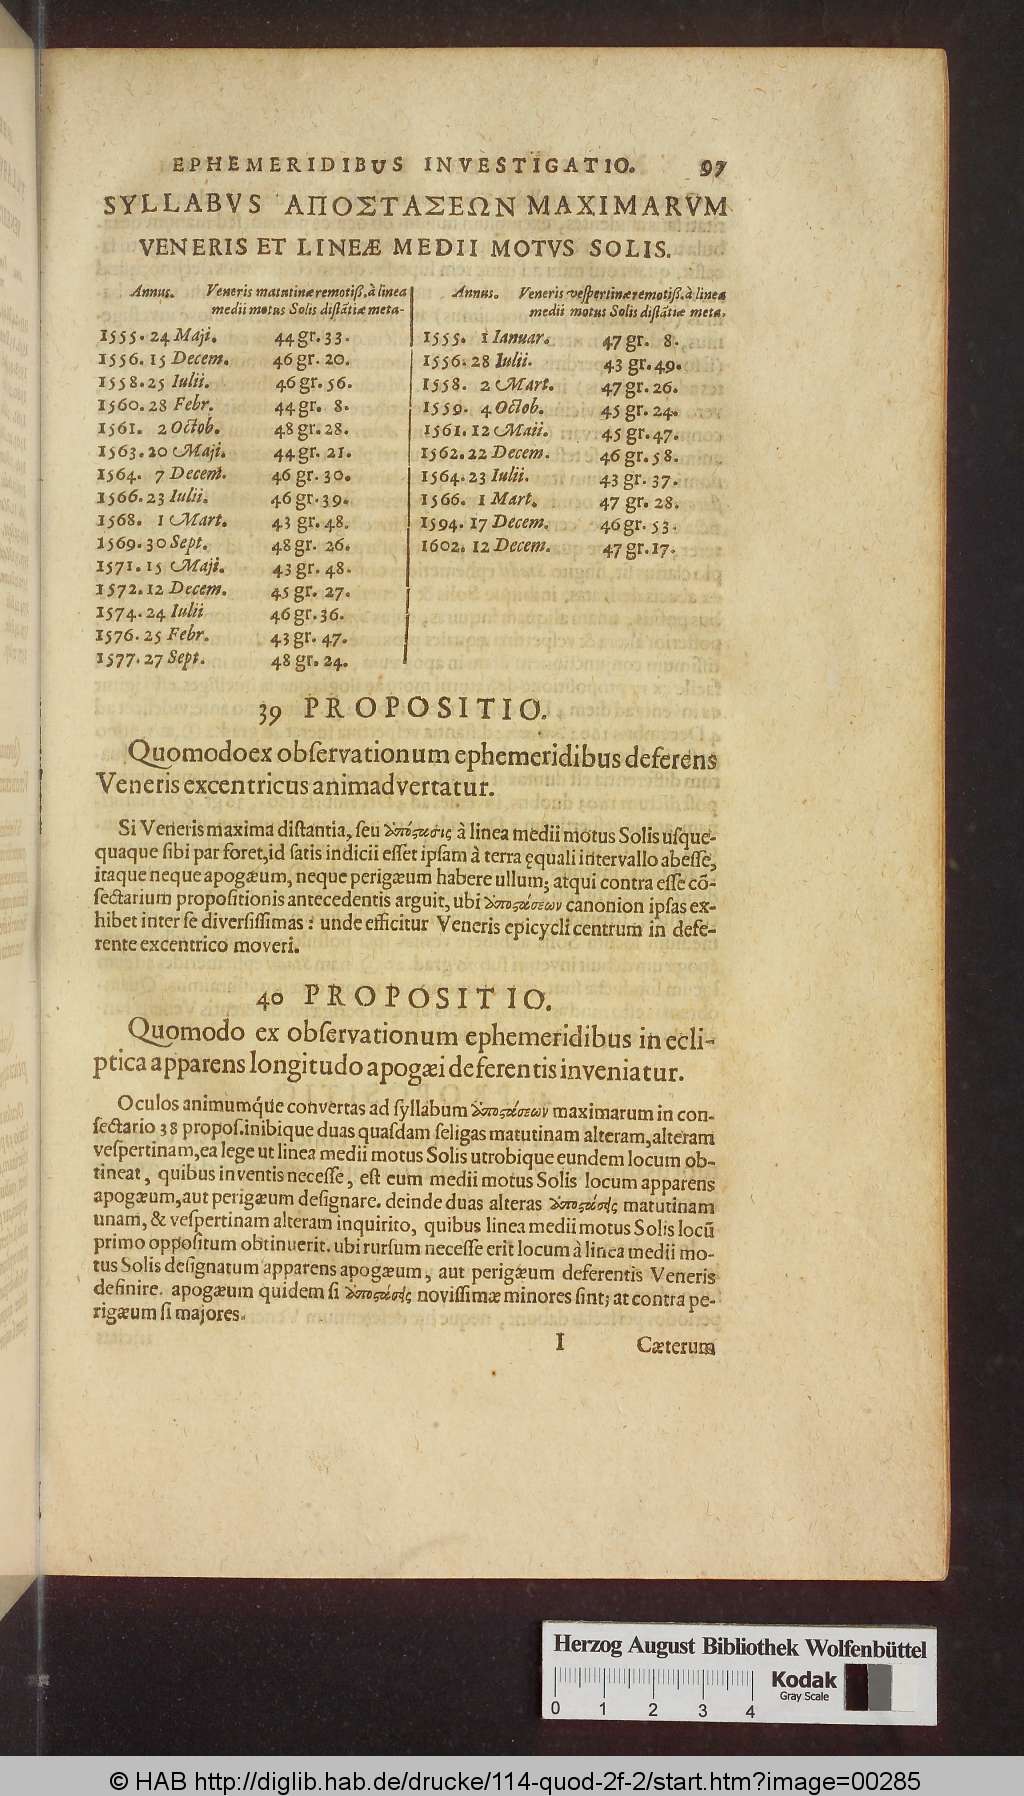 EPHEMERIDIBUS INVESTIGATIO. 97
SYLLABVS ΑΠΟΣΤΑΣΕΩΝ MAXIMARVM
VENERIS ET LINEÆ MEDII MOTVS SOLIS.
Annus. Veneris matutinæ remotiſſ. à linea
medii motus Solis diſtãtiæ meta-
1555. 24 Maji. 44 gr. 33.
1556. 15 Decem. 46 gr. 20.
1558. 25 Iulii. 46 gr. 56.
1560. 28 Febr. 44 gr. 8.
1561. 2 Octob. 48 gr. 28.
1563. 20 Maji. 44 gr. 21.
1564. 7 Decem. 46 gr. 30.
1566. 23 Iulii. 46 gr. 39.
1568. 1 Mart. 43 gr. 48.
1569. 30 Sept. 48 gr. 26.
1571. 15 Maji. 43 gr. 48.
1572. 12 Decem. 45 gr. 27.
1574. 24 Iulii 46 gr. 36.
1576. 25 Febr. 43 gr. 47.
1577. 27 Sept. 48 gr. 24.
Annus. Veneris veſpertinæ remotiſſ. à linea
medii motus Solis diſtãtiæ meta.
1555. 1 Ianuar. 47 gr. 8.
1556. 28 Iulii. 43 gr. 49.
1558. 2 Mart. 47 gr. 26.
1559. 4 Octob. 45 gr. 24.
1561. 12 Maii. 45 gr. 47.
1562. 22 Decem. 46 gr. 58.
1564. 23 Iulii. 43 gr. 37.
1566. 1 Mart. 47 gr. 28.
1594. 17 Decem. 46 gr. 53.
1602. 12 Decem. 47 gr. 17.
39 PROPOSITIO.
Quomodo ex obſervationum ephemeridibus deferens
Veneris excentricus animadvertatur.
Si Veneris maxima diſtantia, ſeu ἀπόςασις à linea medii motus Solis uſque-
quaque ſibi par foret, id ſatis indicii eſſet ipſam à terra ęquali intervallo abeſſe,
itaque neque apogæum, neque perigæum habere ullum; atqui contra eſſe cõ-
ſectarium propoſitionis antecedentis arguit, ubi ἀποςάσεων canonion ipſas ex-
hibet inter ſe diverſiſſimas: unde efficitur Veneris epicycli centrum in defe-
rente excentrico moveri.
40 PROPOSITIO.
Quomodo ex obſervationum ephemeridibus in ecli-
ptica apparens longitudo apogæi deferentis inveniatur.
Oculos animumq́ue convertas ad ſyllabum ἀποςάσεων maximarum in con-
ſectario 38 propoſ. inibique duas quaſdam ſeligas matutinam alteram, alteram
veſpertinam, ea lege ut linea medii motus Solis utrobique eundem locum ob-
tineat, quibus inventis neceſſe, eſt eum medii motus Solis locum apparens
apogæum, aut perigæum deſignare. deinde duas alteras ἀποςάσς matutinam
unam, & veſpertinam alteram inquirito, quibus linea medii motus Solis locũ
primo oppoſitum obtinuerit. ubi rurſum neceſſe erit locum à linea medii mo-
tus Solis deſignatum apparens apogæum, aut perigæum deferentis Veneris
definire. apogæum quidem ſi ἀποςάσς noviſſimæ minores ſint; at contra pe-
rigæum ſi majores.
I Cæterum
Herzog August Bibliothek Wolfenbüttel
0 1 2 3 4
Kodak
Gray Scale
© HAB http://diglib.hab.de/drucke/114-quod-2f-2/start.htm?image=00285